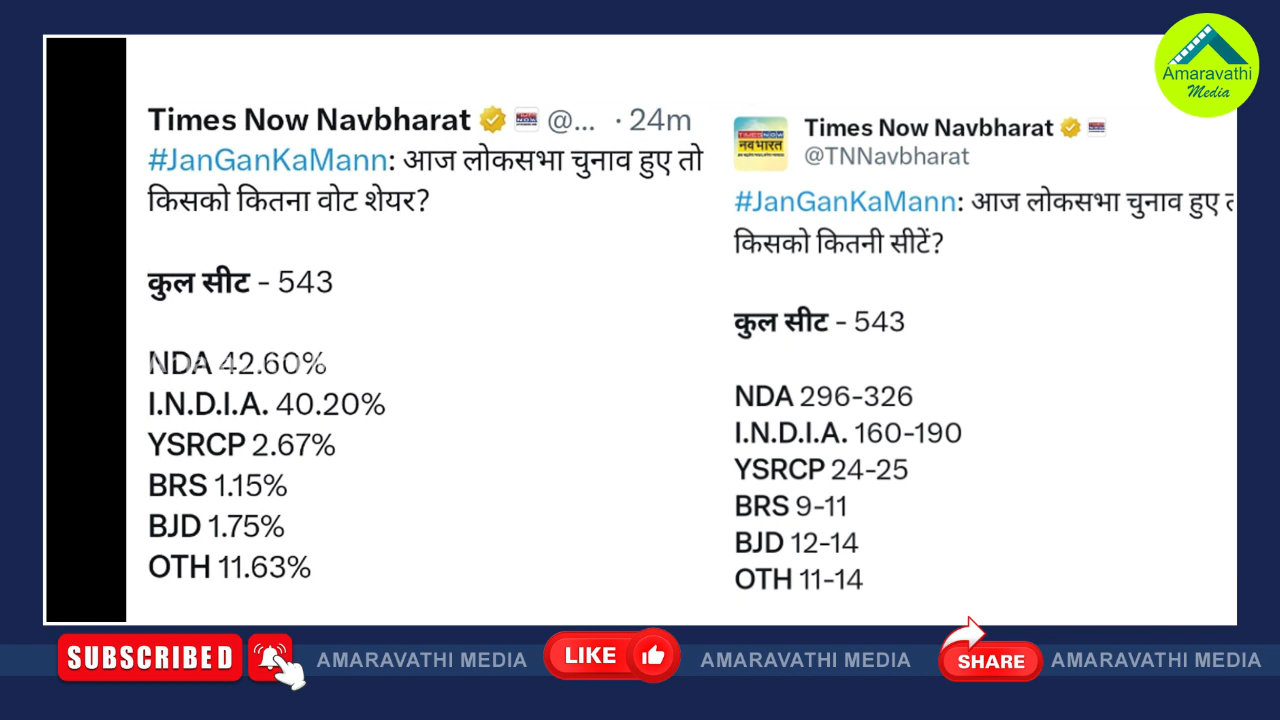 Amaravathi
Media
Times Now Navbharat @... · 24m
#JanGanKaMann: आज लोकसभा चुनाव हुए तो
किसको कितना वोट शेयर?
कुल सीट - 543
NDA 42.60%
I.N.D.I.A. 40.20%
YSRCP 2.67%
BRS 1.15%
BJD 1.75%
OTH 11.63%
Times Now Navbharat
@TNNavbharat
#JanGanKaMann: आज लोकसभा चुनाव हुए
किसको कितनी सीटें?
कुल सीट - 543
NDA 296-326
I.N.D.I.A. 160-190
YSRCP 24-25
BRS 9-11
BJD 12-14
OTH 11-14
SUBSCRIBED AMARAVATHI MEDIA LIKE AMARAVATHI MEDIA SHARE AMARAVATHI MEDIA